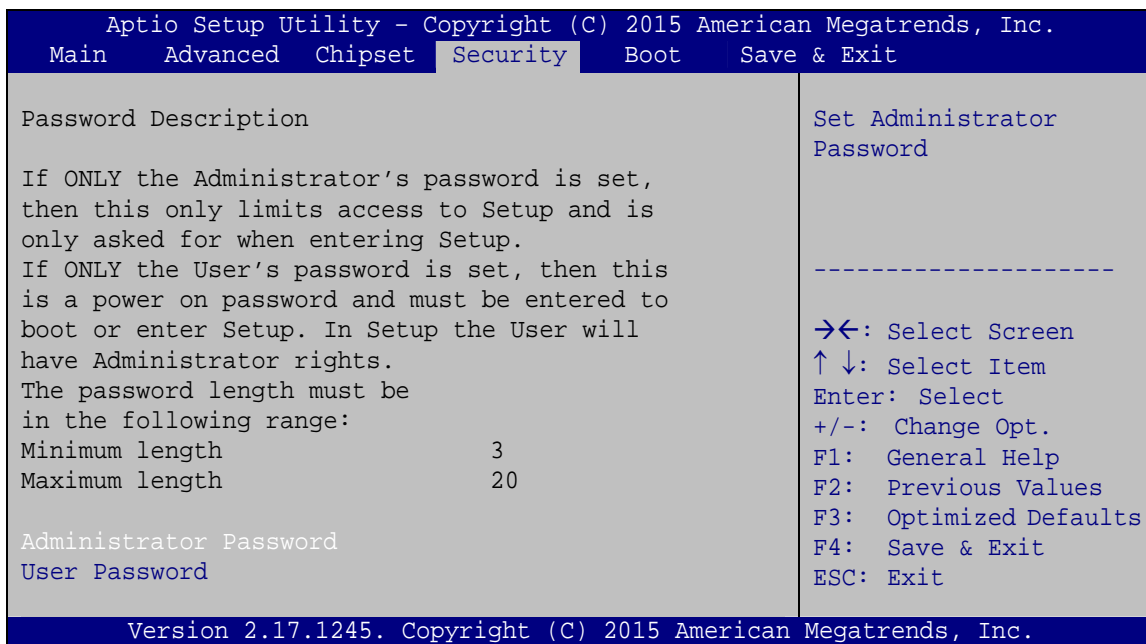 Aptio Setup Utility – Copyright (C) 2015 American Megatrends, Inc.
Main Advanced Chipset Security Boot Save & Exit
Password Description
If ONLY the Administrator's password is set,
then this only limits access to Setup and is
only asked for when entering Setup.
If ONLY the User's password is set, then this
is a power on password and must be entered to
boot or enter Setup. In Setup the User will
have Administrator rights.
The password length must be
in the following range:
Minimum length 3
Maximum length 20
Administrator Password
User Password
Set Administrator
Password
---------------------
→←: Select Screen
↑ ↓: Select Item
Enter: Select
+/-: Change Opt.
F1: General Help
F2: Previous Values
F3: Optimized Defaults
F4: Save & Exit
ESC: Exit
Version 2.17.1245. Copyright (C) 2015 American Megatrends, Inc.